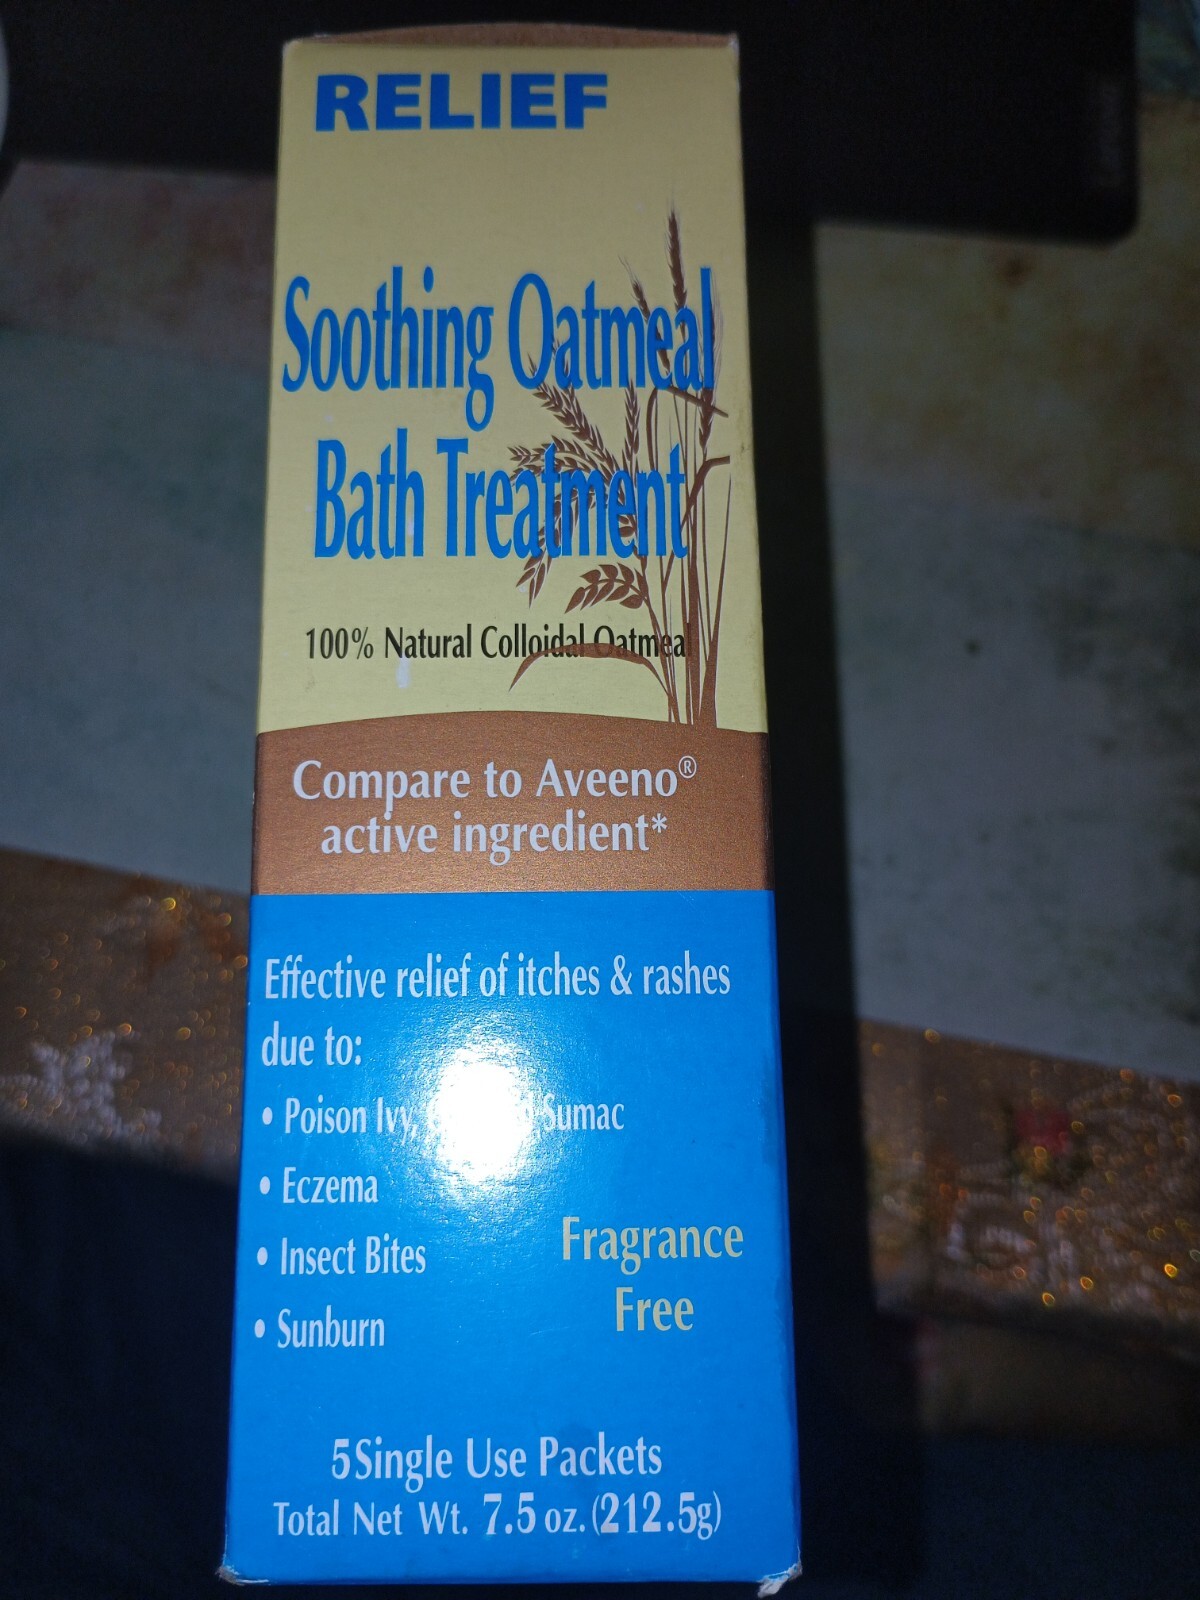 RELIEF
Soothing Oatmeal
Bath Treatment
100% Natural Colloidal Oatmeal
Compare to Aveeno®
active ingredient*
Effective relief of itches & rashes
due to:
• Poison Ivy, Sumac
• Eczema
• Insect Bites
• Sunburn
Fragrance
Free
5 Single Use Packets
Total Net Wt. 7.5 oz. (212.5g)